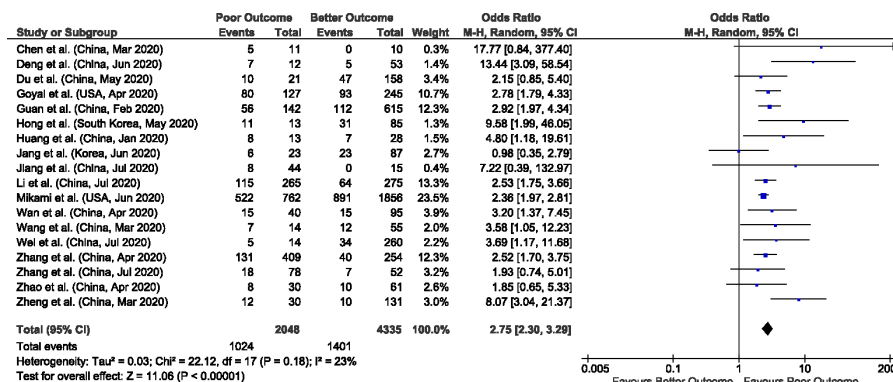 Poor Outcome Better Outcome Odds Ratio Odds Ratio
Study or Subgroup Events Total Events Total Weight M-H, Random, 95% CI M-H, Random, 95% CI
Chen et al. (China, Mar 2020) 5 11 0 10 0.3% 17.77 [0.84, 377.40]
Deng et al. (China, Jun 2020) 7 12 5 53 1.4% 13.44 [3.09, 58.54]
Du et al. (China, May 2020) 10 21 47 158 3.4% 2.15 [0.85, 5.40]
Goyal et al. (USA, Apr 2020) 80 127 93 245 10.7% 2.78 [1.79, 4.33]
Guan et al. (China, Feb 2020) 56 142 112 615 12.3% 2.92 [1.97, 4.34]
Hong et al. (South Korea, May 2020) 11 13 31 85 1.3% 9.58 [1.99, 46.05]
Huang et al. (China, Jan 2020) 8 13 7 28 1.5% 4.80 [1.18, 19.61]
Jang et al. (Korea, Jun 2020) 6 23 23 87 2.7% 0.98 [0.35, 2.79]
Jiang et al. (China, Jul 2020) 8 44 0 15 0.4% 7.22 [0.39, 132.97]
Li et al. (China, Jul 2020) 115 265 64 275 13.5% 2.53 [1.75, 3.66]
Mikami et al. (USA, Jun 2020) 522 762 891 1856 23.5% 2.36 [1.97, 2.81]
Wan et al. (China, Apr 2020) 15 40 15 95 3.9% 3.20 [1.37, 7.45]
Wang et al. (China, Mar 2020) 7 14 12 55 2.0% 3.58 [1.05, 12.23]
Wei et al. (China, Jul 2020) 5 14 34 260 2.2% 3.69 [1.17, 11.68]
Zhang et al. (China, Apr 2020) 131 409 40 254 12.4% 2.52 [1.70, 3.75]
Zhang et al. (China, Jul 2020) 18 78 7 52 3.1% 1.93 [0.74, 5.01]
Zhao et al. (China, Apr 2020) 8 30 10 61 2.6% 1.85 [0.65, 5.33]
Zheng et al. (China, Mar 2020) 12 30 10 131 3.0% 8.07 [3.04, 21.37]
Total (95% CI) 2048 4335 100.0% 2.75 [2.30, 3.29]
Total events 1024 1401
Heterogeneity: Tau² = 0.03; Chi² = 22.12, df = 17 (P = 0.18); I² = 23%
Test for overall effect: Z = 11.06 (P < 0.00001)
0.005 0.1 1 10 20
Favours Better Outcome Favours Poor Outcome